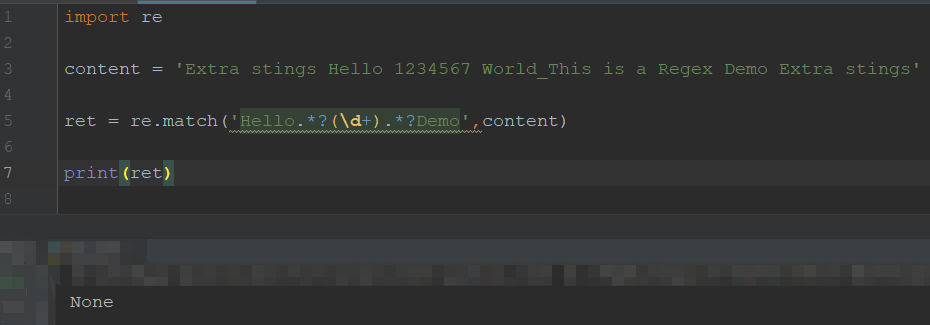 1 import re
2
3 content = 'Extra stings Hello 1234567 World_This is a Regex Demo Extra stings'
4
5 ret = re.match('Hello.*?(\d+).*?Demo',content)
6
7 print(ret)
8
None